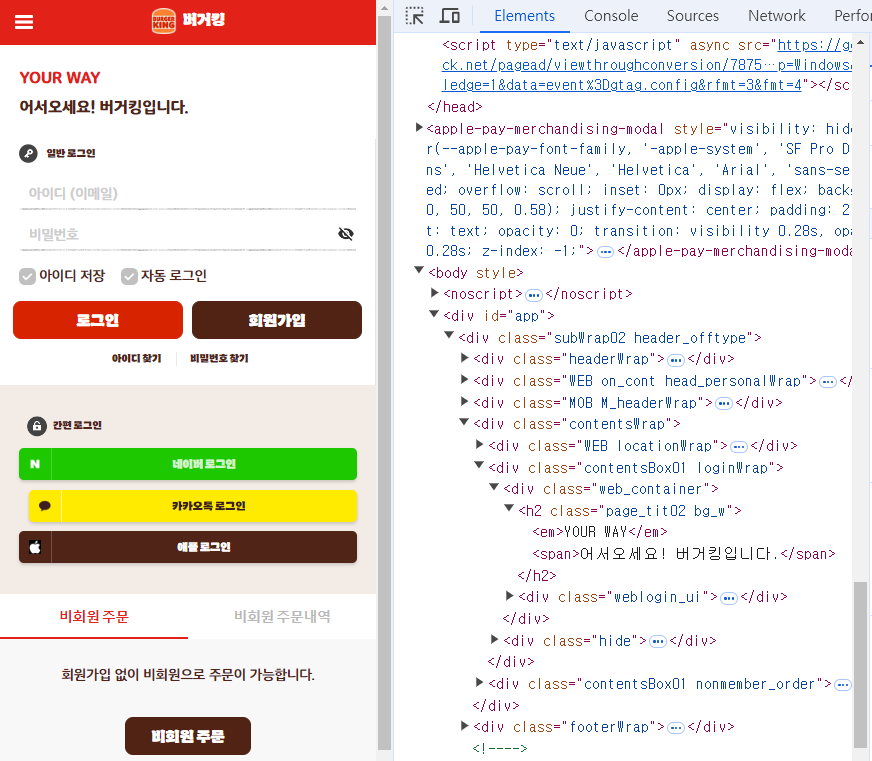 BURGER KING
버거킹
YOUR WAY
어서오세요! 버거킹입니다.
일반 로그인
아이디 (이메일)
비밀번호
아이디 저장 자동 로그인
로그인 회원가입
아이디 찾기 비밀번호 찾기
간편 로그인
N 네이버 로그인
카카오톡 로그인
애플 로그인
비회원 주문 비회원 주문내역
회원가입 없이 비회원으로 주문이 가능합니다.
비회원 주문
Elements Console Sources Network Perfor
<script type="text/javascript" async src="https://go
ck.net/pagead/viewthroughconversion/7875…p=Windows&
ledge=1&data=event%3Dgtag.config&rfmt=3&fmt=4"></sc
</head>
<apple-pay-merchandising-modal style="visibility: hidde
r(--apple-pay-font-family, '-apple-system', 'SF Pro D
ns', 'Helvetica Neue', 'Helvetica', 'Arial', 'sans-se
ed; overflow: scroll; inset: 0px; display: flex; backg
0, 50, 50, 0.58); justify-content: center; padding: 2
t: text; opacity: 0; transition: visibility 0.28s, opa
0.28s; z-index: -1;">…</apple-pay-merchandising-moda
<body style>
<noscript>…</noscript>
<div id="app">
<div class="subWrap02 header_offtype">
<div class="headerWrap">…</div>
<div class="WEB on_cont head_personalWrap">…</
<div class="MOB M_headerWrap">…</div>
<div class="contentsWrap">
<div class="WEB locationWrap">…</div>
<div class="contentsBox01 loginWrap">
<div class="web_container">
<h2 class="page_tit02 bg_w">
<em>YOUR WAY</em>
<span>어서오세요! 버거킹입니다.</span>
</h2>
<div class="weblogin_ui">…</div>
</div>
<div class="hide">…</div>
</div>
<div class="contentsBox01 nonmember_order">…
</div>
<div class="footerWrap">…</div>
<!---->